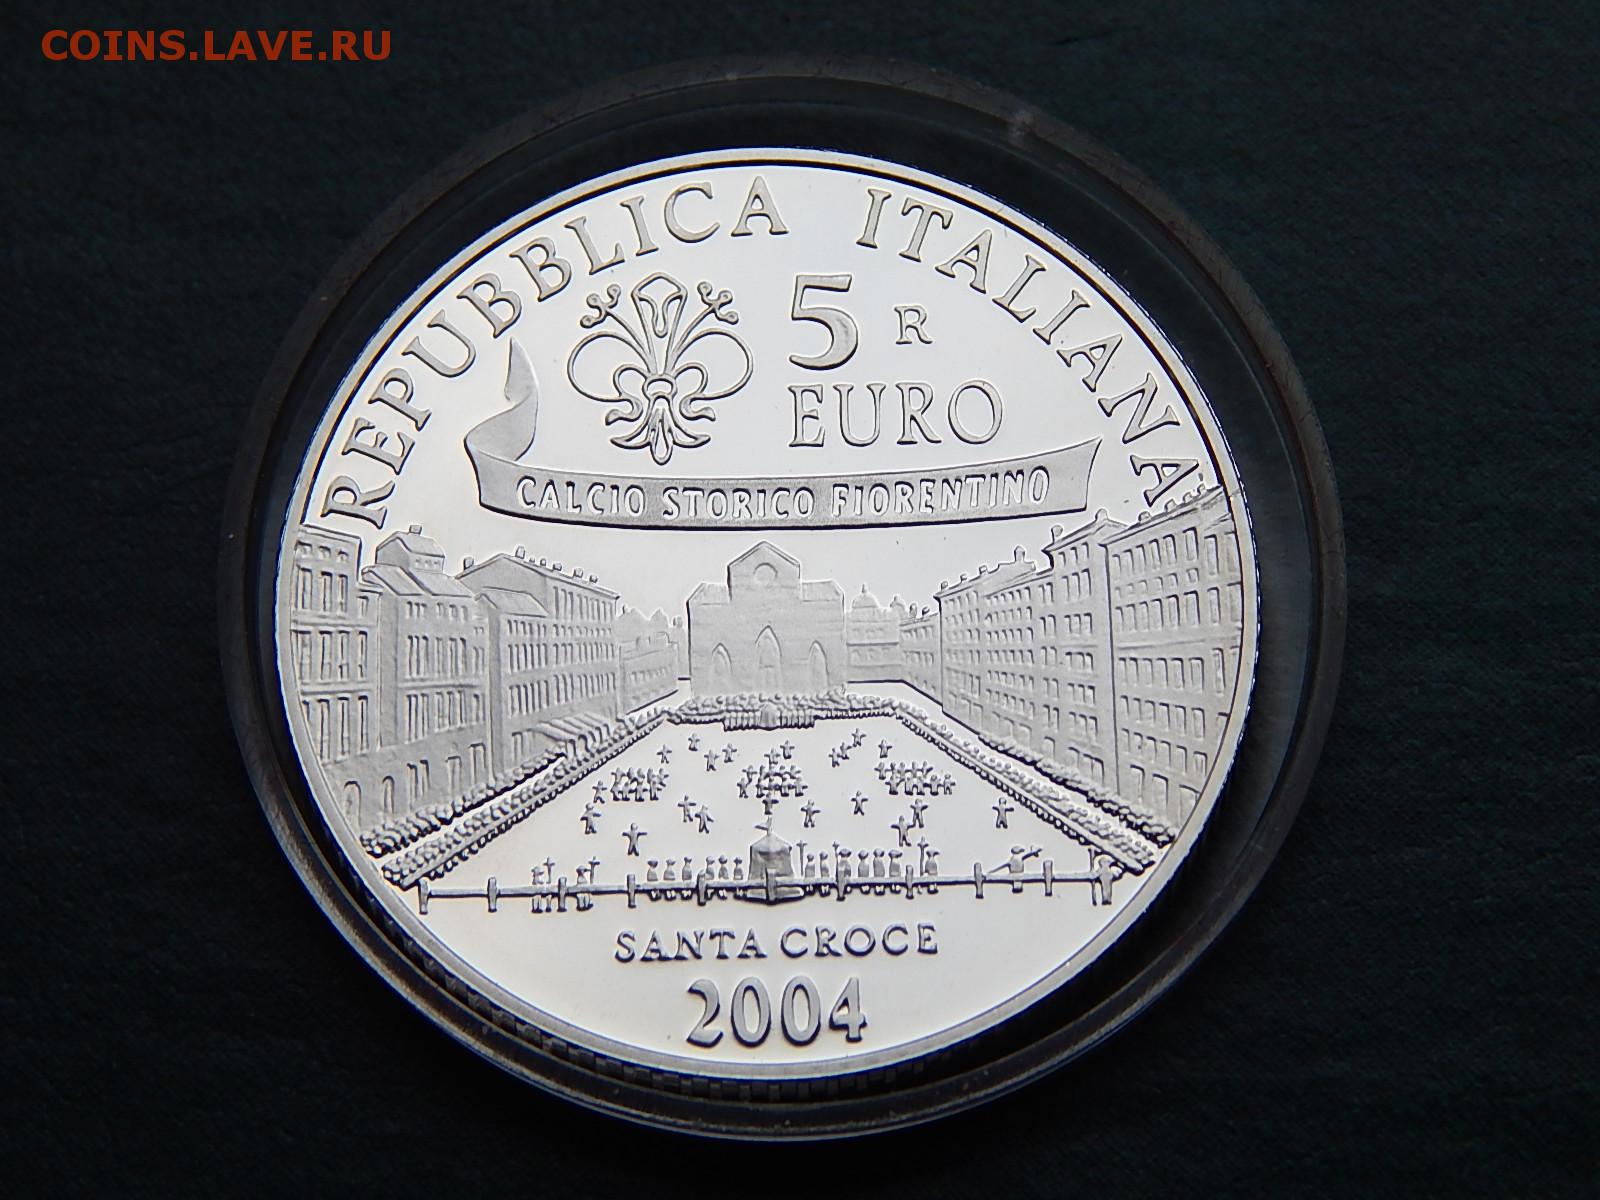 COINS.LAVE.RU
REPUBBLICA ITALIANA
5 R
EURO
CALCIO STORICO FIORENTINO
SANTA CROCE
2004